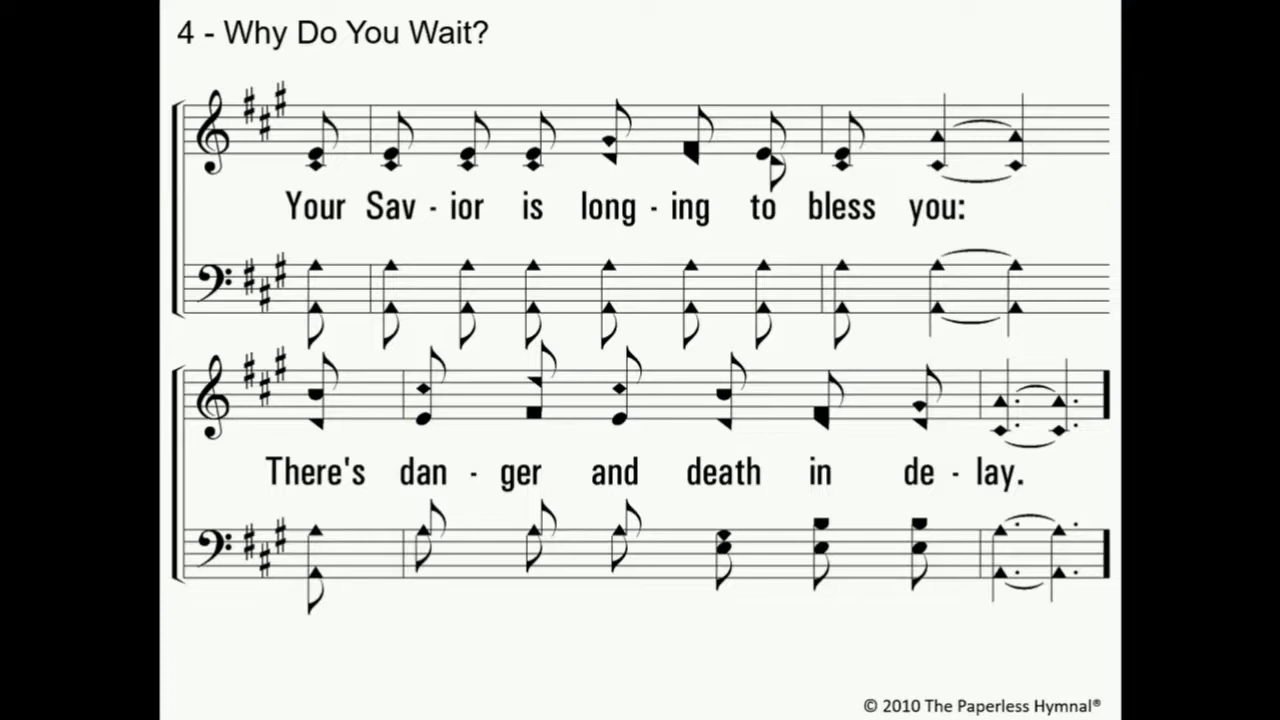 4 - Why Do You Wait?
Your Sav - ior is long - ing to bless you:
There's dan - ger and death in de - lay.
© 2010 The Paperless Hymnal®